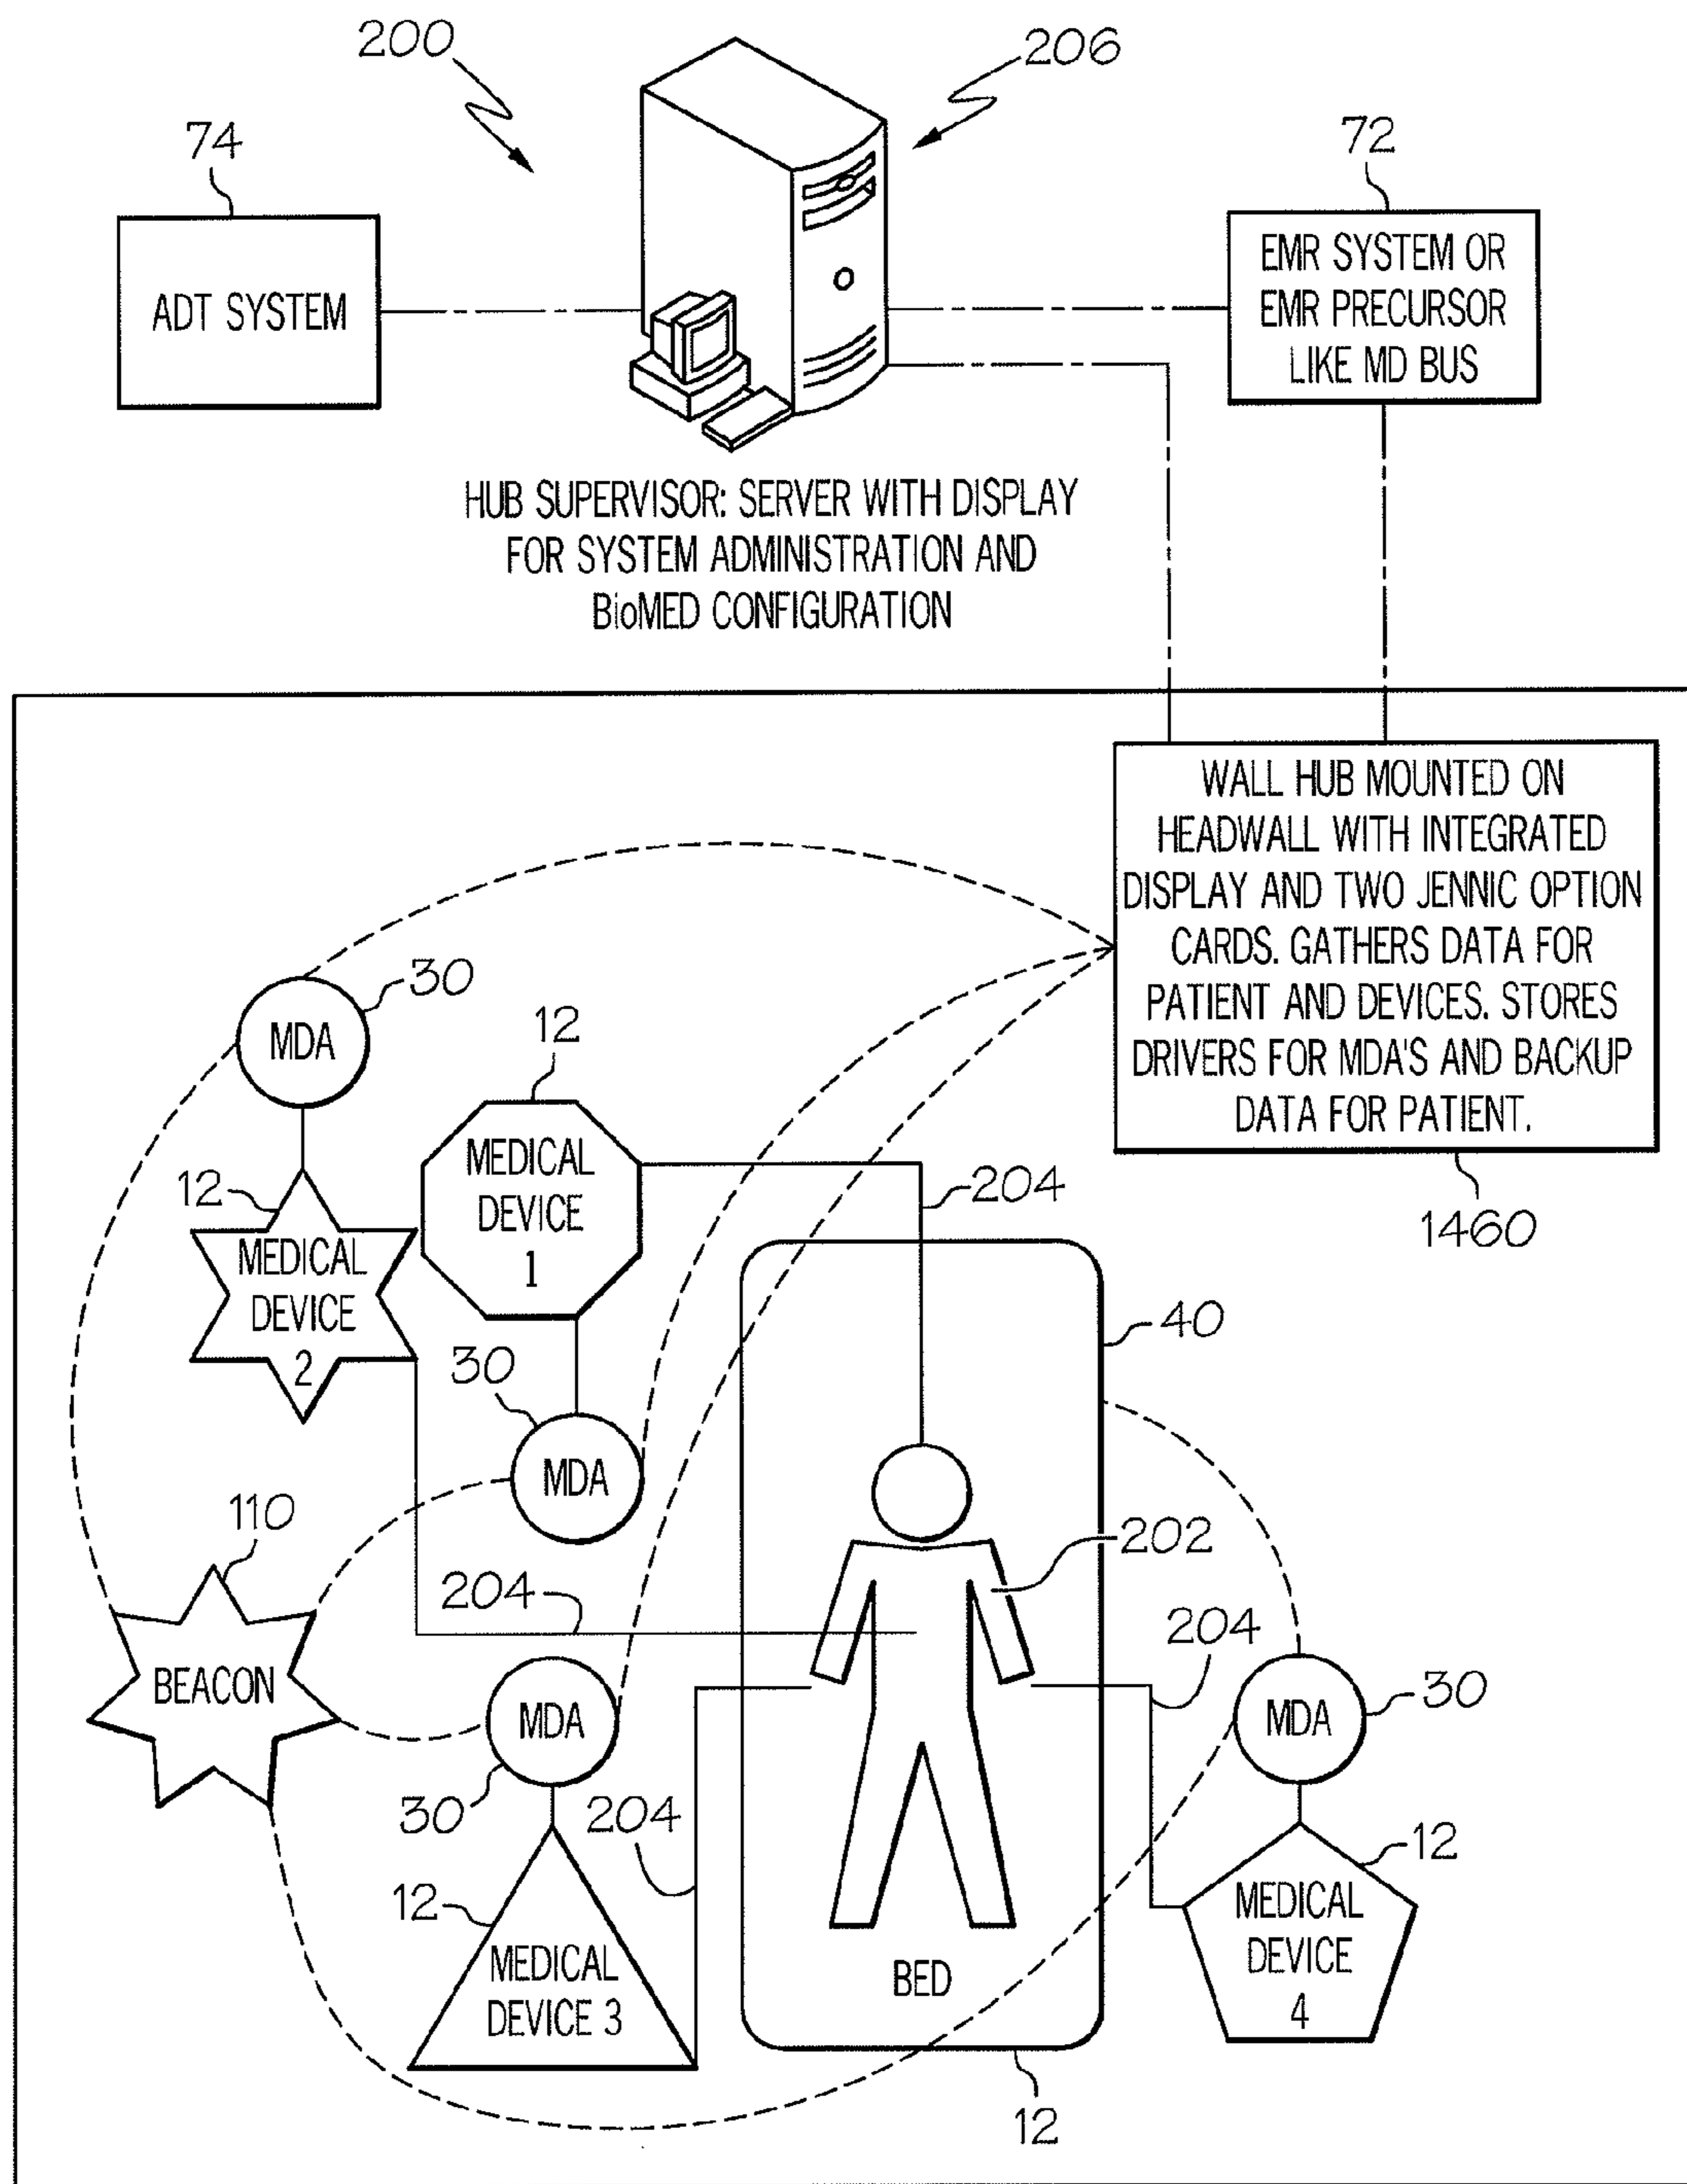 200
206
74
72
ADT SYSTEM
EMR SYSTEM OR
EMR PRECURSOR
LIKE MD BUS
HUB SUPERVISOR: SERVER WITH DISPLAY
FOR SYSTEM ADMINISTRATION AND
BioMED CONFIGURATION
WALL HUB MOUNTED ON
HEADWALL WITH INTEGRATED
DISPLAY AND TWO JENNIC OPTION
CARDS. GATHERS DATA FOR
PATIENT AND DEVICES. STORES
DRIVERS FOR MDA'S AND BACKUP
DATA FOR PATIENT.
1460
30
MDA
12
MEDICAL
DEVICE
1
204
12
MEDICAL
DEVICE
2
40
30
MDA
110
BEACON
202
204
204
MDA
30
MDA
30
204
12
MEDICAL
DEVICE 3
BED
12
MEDICAL
DEVICE
4
12